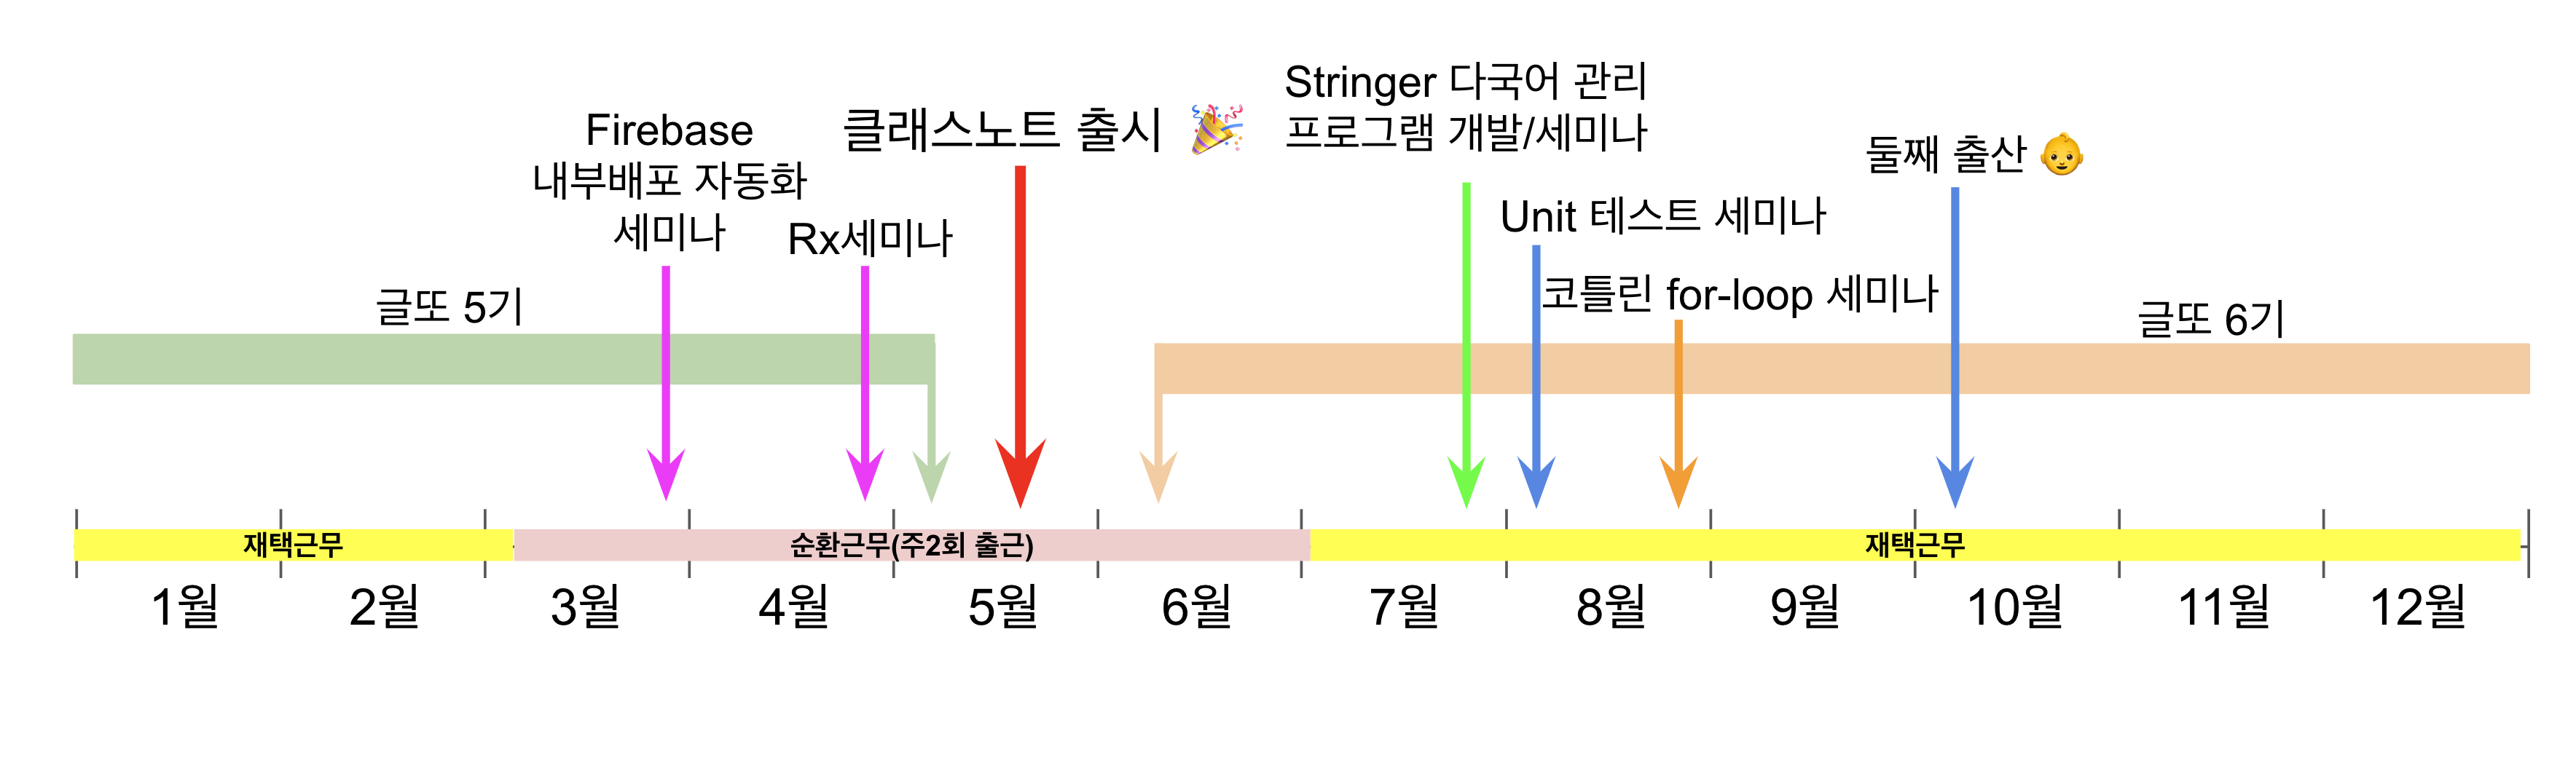 Stringer 다국어 관리
프로그램 개발/세미나
Firebase
내부배포 자동화
세미나
클래스노트 출시 🎉
둘째 출산 👶
Rx세미나
Unit 테스트 세미나
코틀린 for-loop 세미나
글또 5기
글또 6기
재택근무
순환근무(주2회 출근)
재택근무
1월 2월 3월 4월 5월 6월 7월 8월 9월 10월 11월 12월